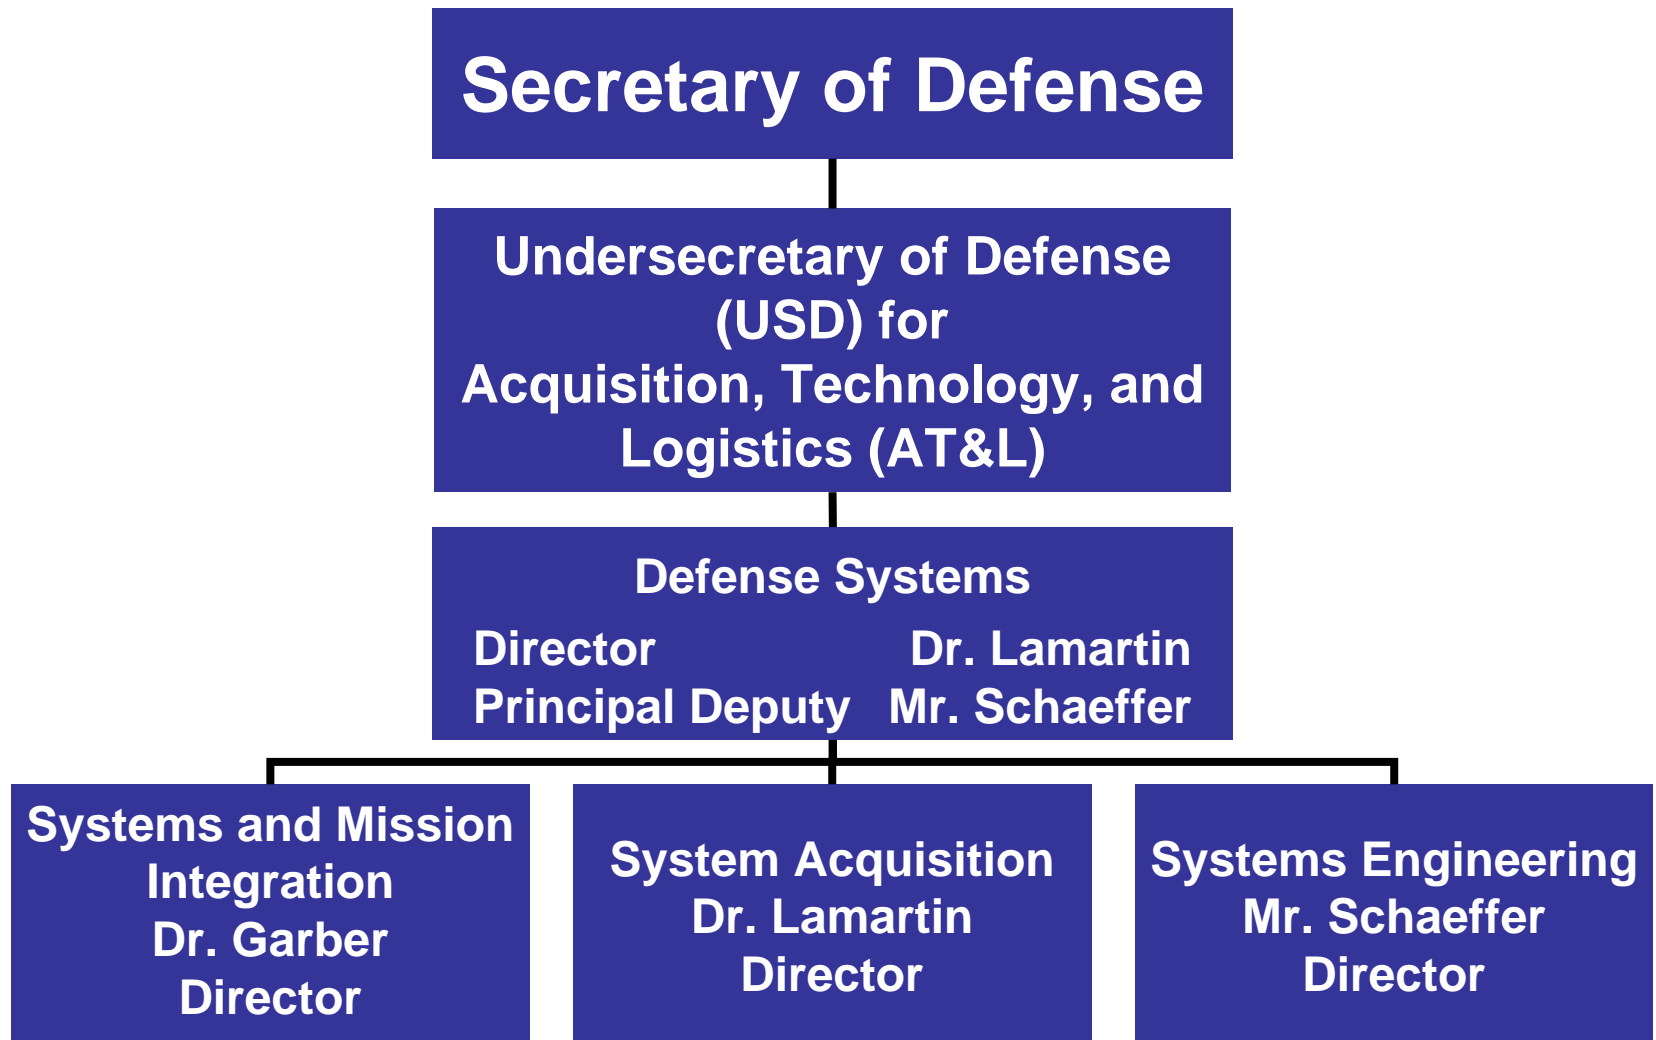 Secretary of Defense
Undersecretary of Defense
(USD) for
Acquisition, Technology, and
Logistics (AT&L)
Defense Systems
Director Dr. Lamartin
Principal Deputy Mr. Schaeffer
Systems and Mission
Integration
Dr. Garber
Director
System Acquisition
Dr. Lamartin
Director
Systems Engineering
Mr. Schaeffer
Director